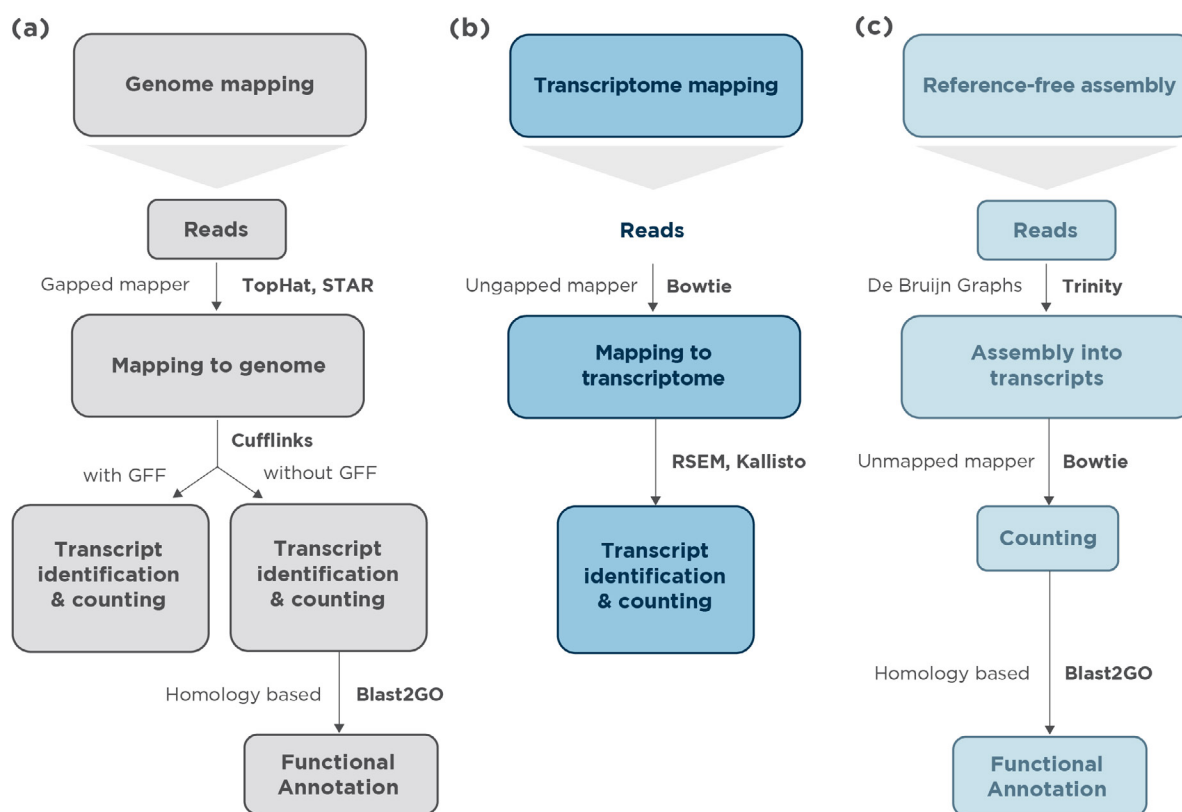 (a)
Genome mapping
Reads
Gapped mapper
TopHat, STAR
Mapping to genome
Cufflinks
with GFF
without GFF
Transcript
identification
& counting
Transcript
identification
& counting
Homology based
Blast2GO
Functional
Annotation
(b)
Transcriptome mapping
Reads
Ungapped mapper
Bowtie
Mapping to
transcriptome
RSEM, Kallisto
Transcript
identification
& counting
(c)
Reference-free assembly
Reads
De Bruijn Graphs
Trinity
Assembly into
transcripts
Unmapped mapper
Bowtie
Counting
Homology based
Blast2GO
Functional
Annotation